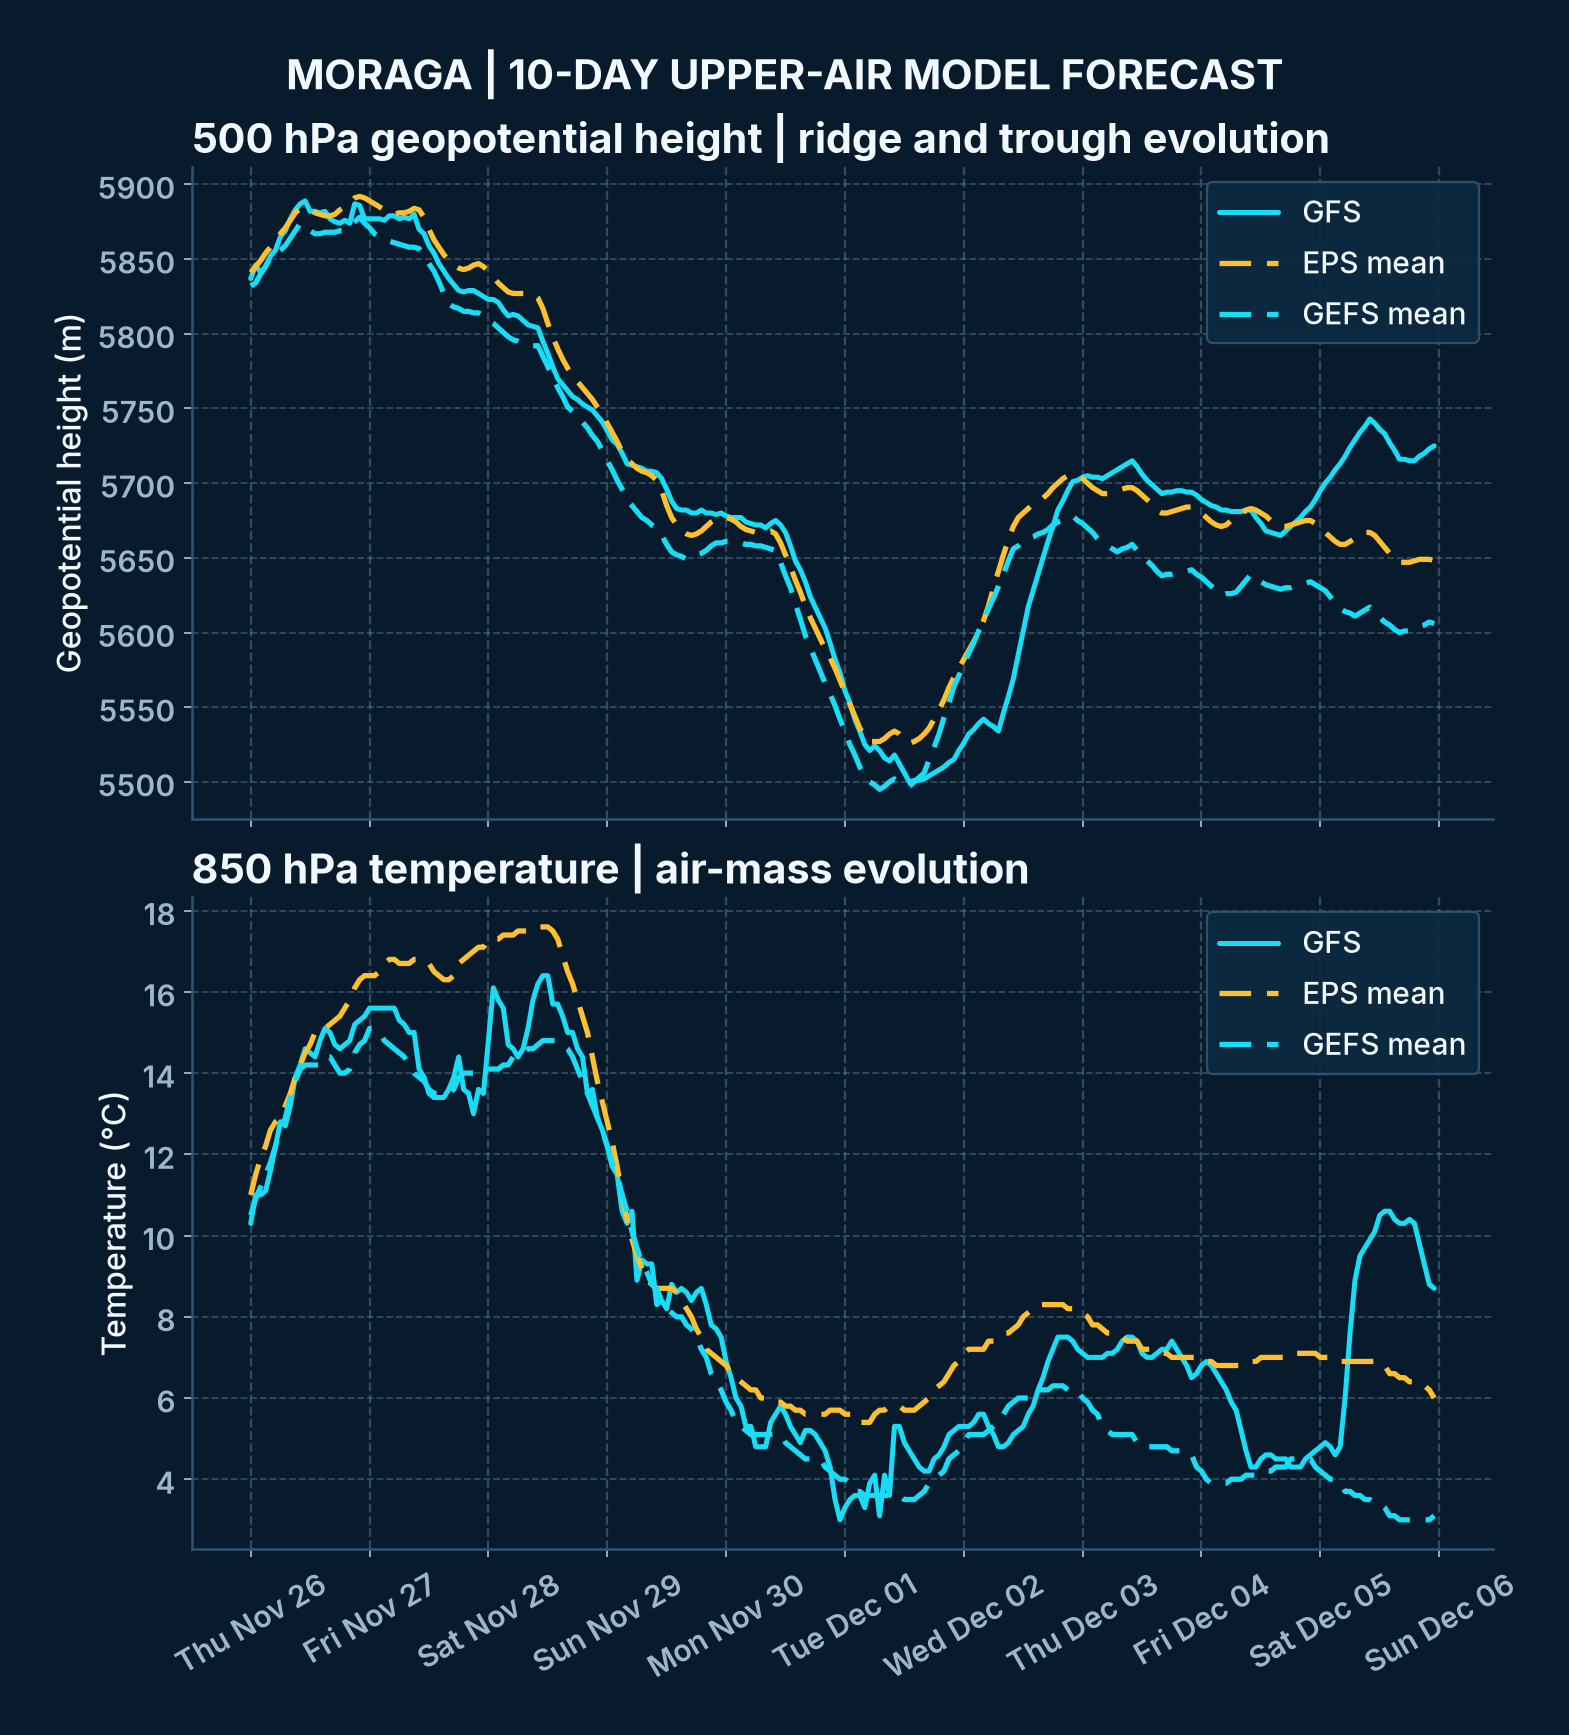 MORAGA | 10-DAY UPPER-AIR MODEL FORECAST
500 hPa geopotential height | ridge and trough evolution
Geopotential height (m)
5900
5850
5800
5750
5700
5650
5600
5550
5500
GFS
EPS mean
GEFS mean
850 hPa temperature | air-mass evolution
Temperature (°C)
18
16
14
12
10
8
6
4
GFS
EPS mean
GEFS mean
Thu Nov 26
Fri Nov 27
Sat Nov 28
Sun Nov 29
Mon Nov 30
Tue Dec 01
Wed Dec 02
Thu Dec 03
Fri Dec 04
Sat Dec 05
Sun Dec 06